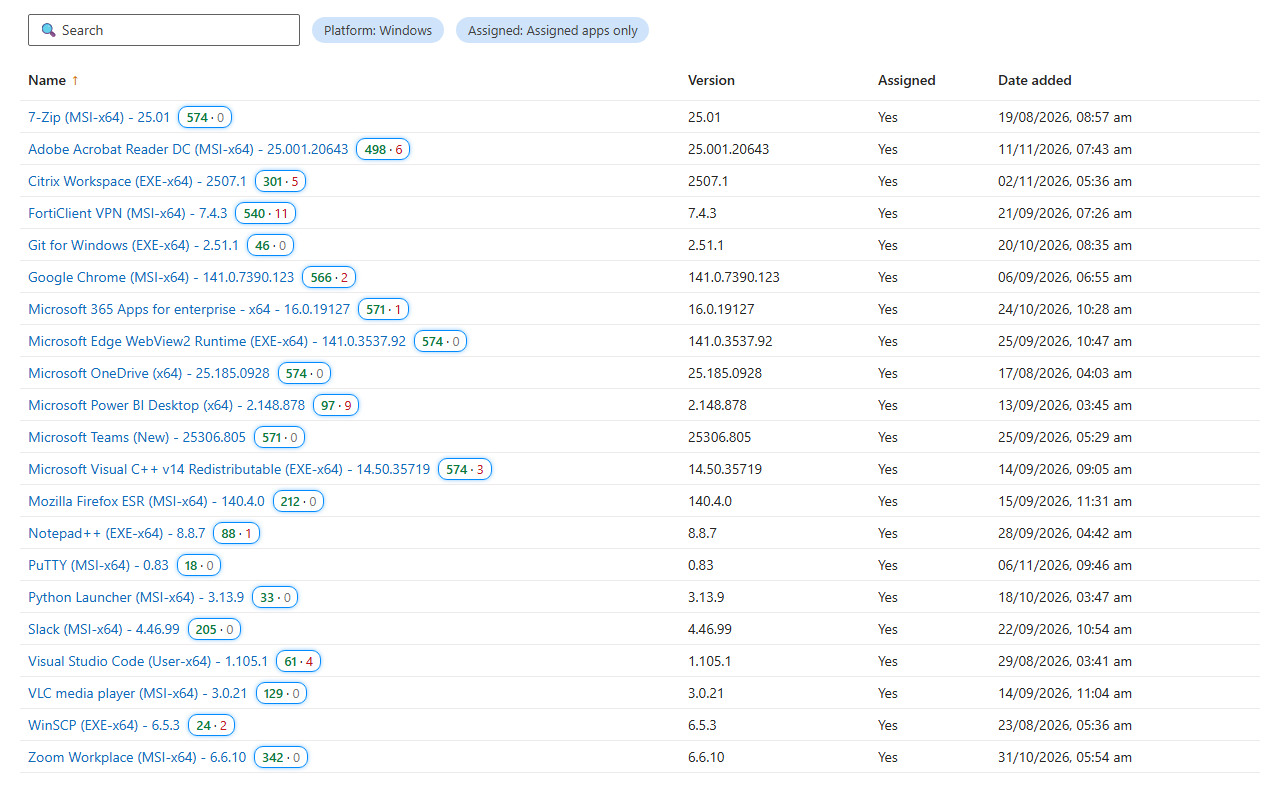 Search Platform: Windows Assigned: Assigned apps only
Name ↑ Version Assigned Date added
7-Zip (MSI-x64) - 25.01 574 · 0 25.01 Yes 19/08/2026, 08:57 am
Adobe Acrobat Reader DC (MSI-x64) - 25.001.20643 498 · 6 25.001.20643 Yes 11/11/2026, 07:43 am
Citrix Workspace (EXE-x64) - 2507.1 301 · 5 2507.1 Yes 02/11/2026, 05:36 am
FortiClient VPN (MSI-x64) - 7.4.3 540 · 11 7.4.3 Yes 21/09/2026, 07:26 am
Git for Windows (EXE-x64) - 2.51.1 46 · 0 2.51.1 Yes 20/10/2026, 08:35 am
Google Chrome (MSI-x64) - 141.0.7390.123 566 · 2 141.0.7390.123 Yes 06/09/2026, 06:55 am
Microsoft 365 Apps for enterprise - x64 - 16.0.19127 571 · 1 16.0.19127 Yes 24/10/2026, 10:28 am
Microsoft Edge WebView2 Runtime (EXE-x64) - 141.0.3537.92 574 · 0 141.0.3537.92 Yes 25/09/2026, 10:47 am
Microsoft OneDrive (x64) - 25.185.0928 574 · 0 25.185.0928 Yes 17/08/2026, 04:03 am
Microsoft Power BI Desktop (x64) - 2.148.878 97 · 9 2.148.878 Yes 13/09/2026, 03:45 am
Microsoft Teams (New) - 25306.805 571 · 0 25306.805 Yes 25/09/2026, 05:29 am
Microsoft Visual C++ v14 Redistributable (EXE-x64) - 14.50.35719 574 · 3 14.50.35719 Yes 14/09/2026, 09:05 am
Mozilla Firefox ESR (MSI-x64) - 140.4.0 212 · 0 140.4.0 Yes 15/09/2026, 11:31 am
Notepad++ (EXE-x64) - 8.8.7 88 · 1 8.8.7 Yes 28/09/2026, 04:42 am
PuTTY (MSI-x64) - 0.83 18 · 0 0.83 Yes 06/11/2026, 09:46 am
Python Launcher (MSI-x64) - 3.13.9 33 · 0 3.13.9 Yes 18/10/2026, 03:47 am
Slack (MSI-x64) - 4.46.99 205 · 0 4.46.99 Yes 22/09/2026, 10:54 am
Visual Studio Code (User-x64) - 1.105.1 61 · 4 1.105.1 Yes 29/08/2026, 03:41 am
VLC media player (MSI-x64) - 3.0.21 129 · 0 3.0.21 Yes 14/09/2026, 11:04 am
WinSCP (EXE-x64) - 6.5.3 24 · 2 6.5.3 Yes 23/08/2026, 05:36 am
Zoom Workplace (MSI-x64) - 6.6.10 342 · 0 6.6.10 Yes 31/10/2026, 05:54 am